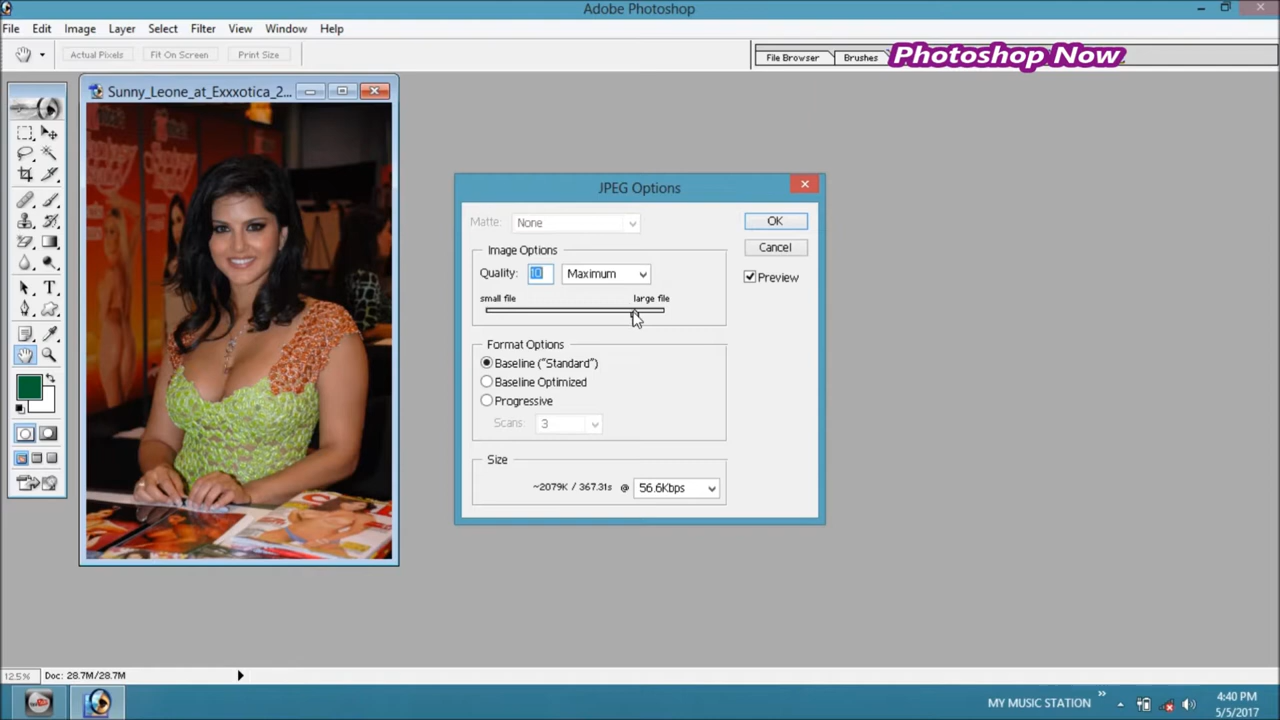 Adobe Photoshop
File Edit Image Layer Select Filter View Window Help
Actual Pixels Fit On Screen Print Size
File Browser Brushes
Photoshop Now
Sunny_Leone_at_Exxxotica_2...
JPEG Options
Matte: None
OK
Image Options
Cancel
Quality: 10 Maximum
Preview
small file large file
Format Options
Baseline ("Standard")
Baseline Optimized
Progressive
Scans: 3
Size
~2079K / 367.31s @ 56.6Kbps
12.5% Doc: 28.7M/28.7M
MY MUSIC STATION
4:40 PM
5/5/2017